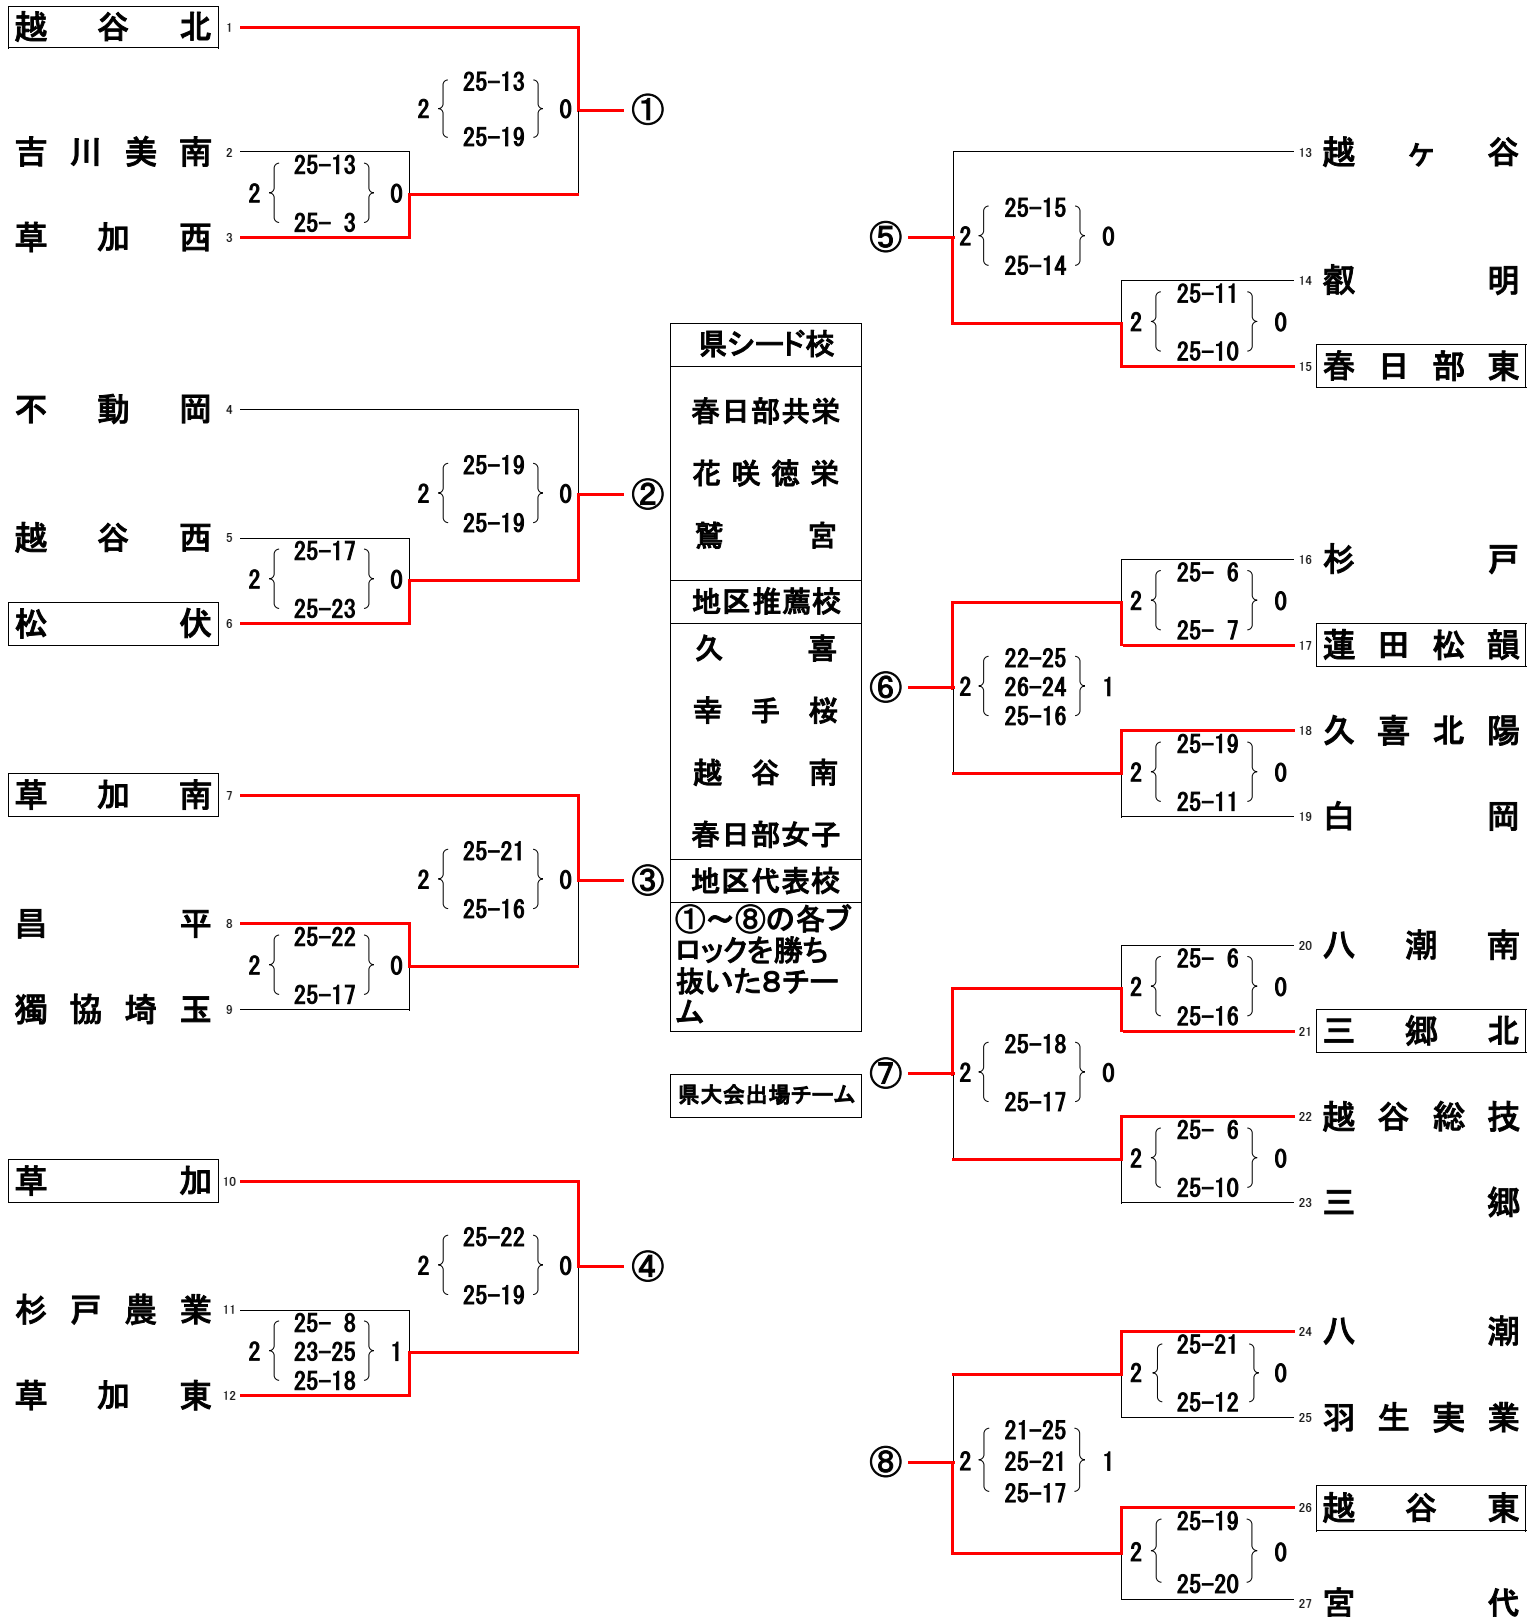 越谷北 1
2 25-13 0
25-19
①
吉川美南 2
2 25-13 0
25- 3
草加西 3
不動岡 4
2 25-19 0
25-19
②
越谷西 5
2 25-17 0
25-23
松伏 6
草加南 7
2 25-21 0
25-16
③
昌平 8
2 25-22 0
25-17
獨協埼玉 9
草加 10
2 25-22 0
25-19
④
杉戸農業 11
25- 8
2 23-25 1
25-18
草加東 12
県シード校
春日部共栄
花咲徳栄
鷲宮
地区推薦校
久喜
幸手桜
越谷南
春日部女子
地区代表校
①～⑧の各ブ
ロックを勝ち
抜いた8チー
ム
県大会出場チーム
13 越ヶ谷
⑤
2 25-15 0
25-14
14 叡明
2 25-11 0
25-10
15 春日部東
16 杉戸
2 25- 6 0
25- 7
17 蓮田松韻
⑥
22-25
2 26-24 1
25-16
18 久喜北陽
2 25-19 0
25-11
19 白岡
20 八潮南
2 25- 6 0
25-16
21 三郷北
⑦
2 25-18 0
25-17
22 越谷総技
2 25- 6 0
25-10
23 三郷
24 八潮
2 25-21 0
25-12
25 羽生実業
⑧
21-25
2 25-21 1
25-17
26 越谷東
2 25-19 0
25-20
27 宮代